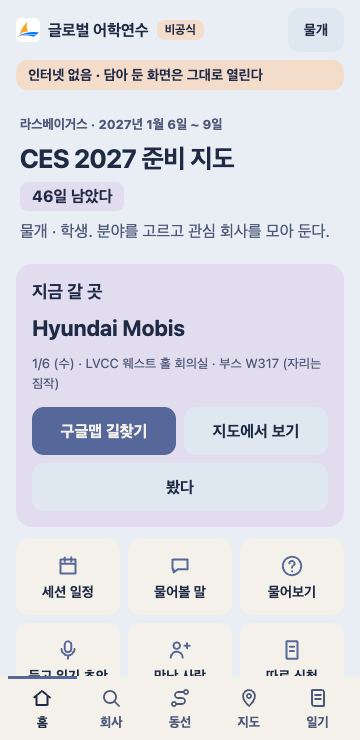 글로벌 어학연수 비공식 물개
인터넷 없음 · 담아 둔 화면은 그대로 열린다
라스베이거스 · 2027년 1월 6일 ~ 9일
CES 2027 준비 지도
46일 남았다
물개 · 학생. 분야를 고르고 관심 회사를 모아 둔다.
지금 갈 곳
Hyundai Mobis
1/6 (수) · LVCC 웨스트 홀 회의실 · 부스 W317 (자리는
짐작)
구글맵 길찾기 지도에서 보기
봤다
세션 일정 물어볼 말 물어보기
만난 사람 따로 신청
홈 회사 동선 지도 일기